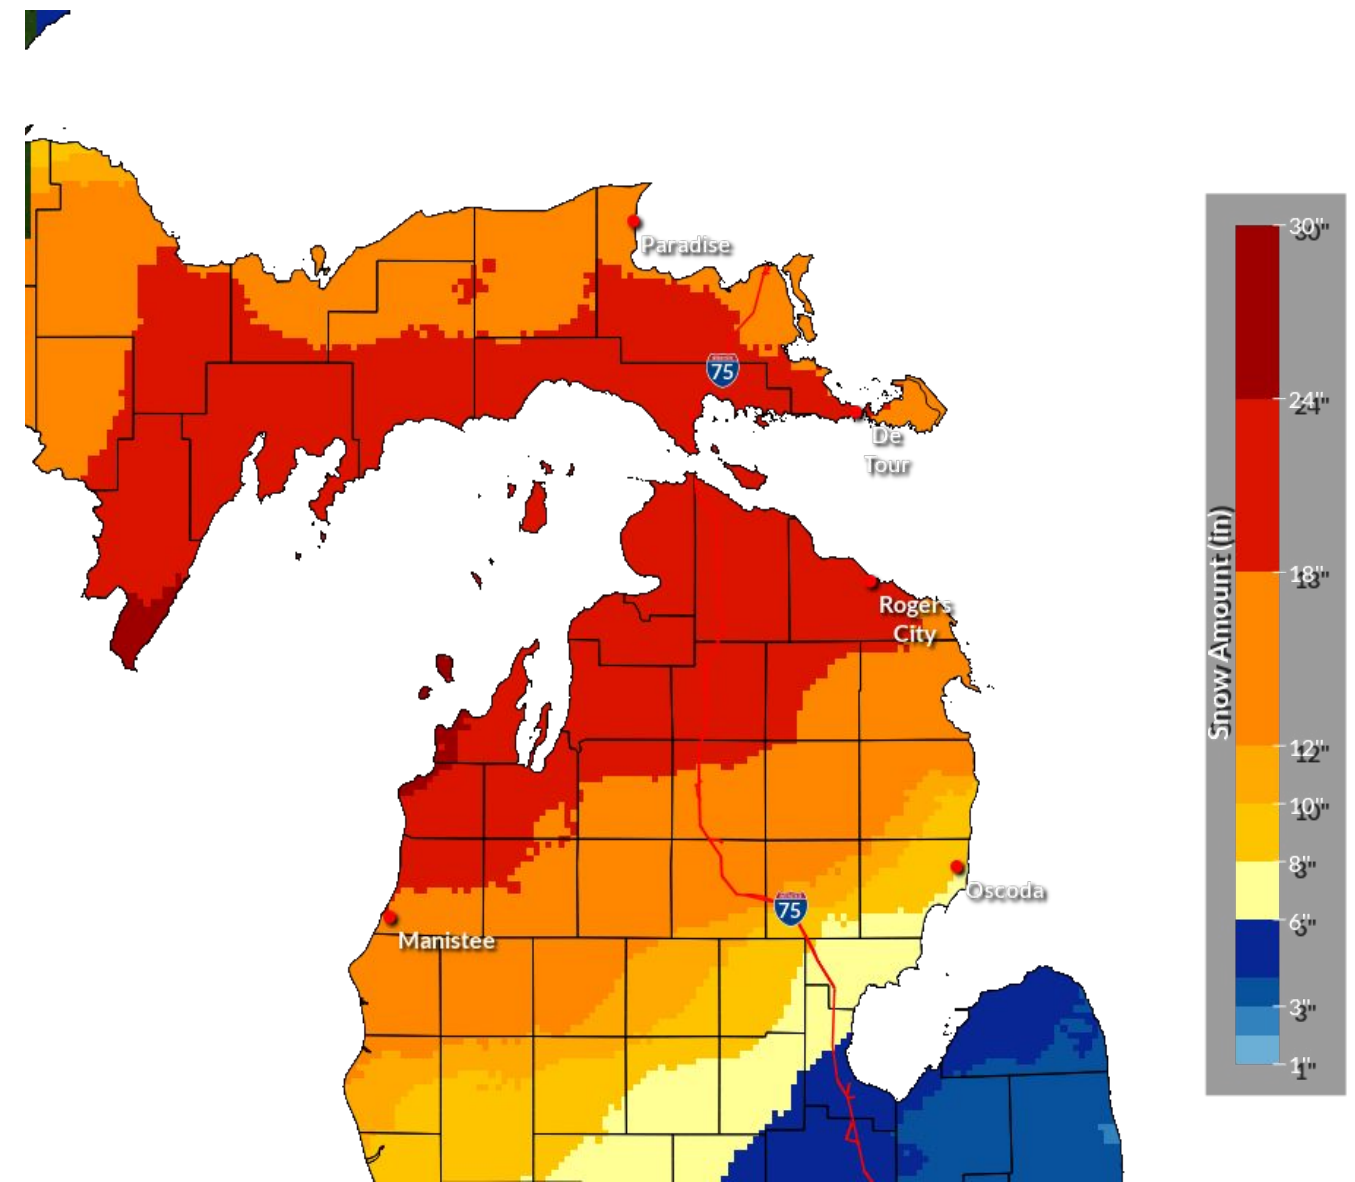 Paradise
75
De
Tour
Rogers
City
75
Oscoda
Manistee
Snow Amount (in)
30"
24"
18"
12"
10"
8"
6"
3"
1"